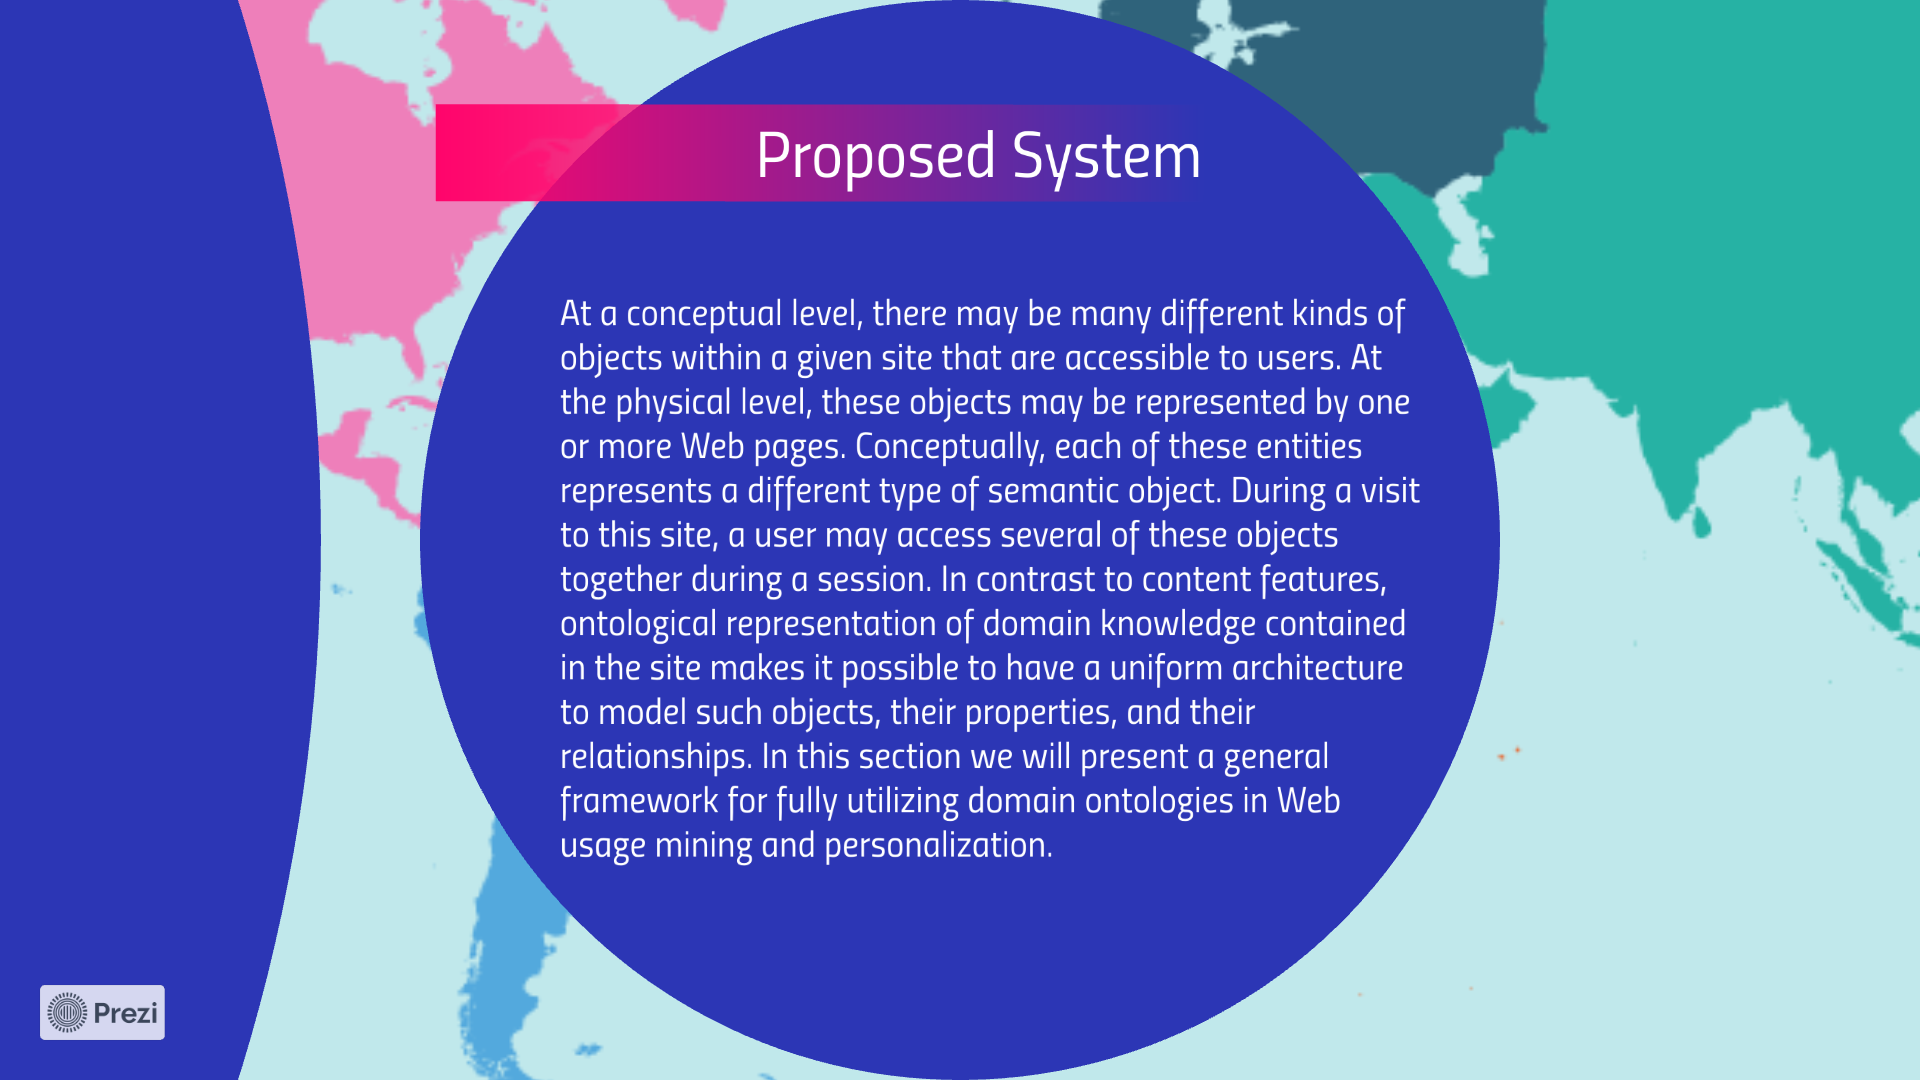 Proposed System
At a conceptual level, there may be many different kinds of
objects within a given site that are accessible to users. At
the physical level, these objects may be represented by one
or more Web pages. Conceptually, each of these entities
represents a different type of semantic object. During a visit
to this site, a user may access several of these objects
together during a session. In contrast to content features,
ontological representation of domain knowledge contained
in the site makes it possible to have a uniform architecture
to model such objects, their properties, and their
relationships. In this section we will present a general
framework for fully utilizing domain ontologies in Web
usage mining and personalization.
Prezi